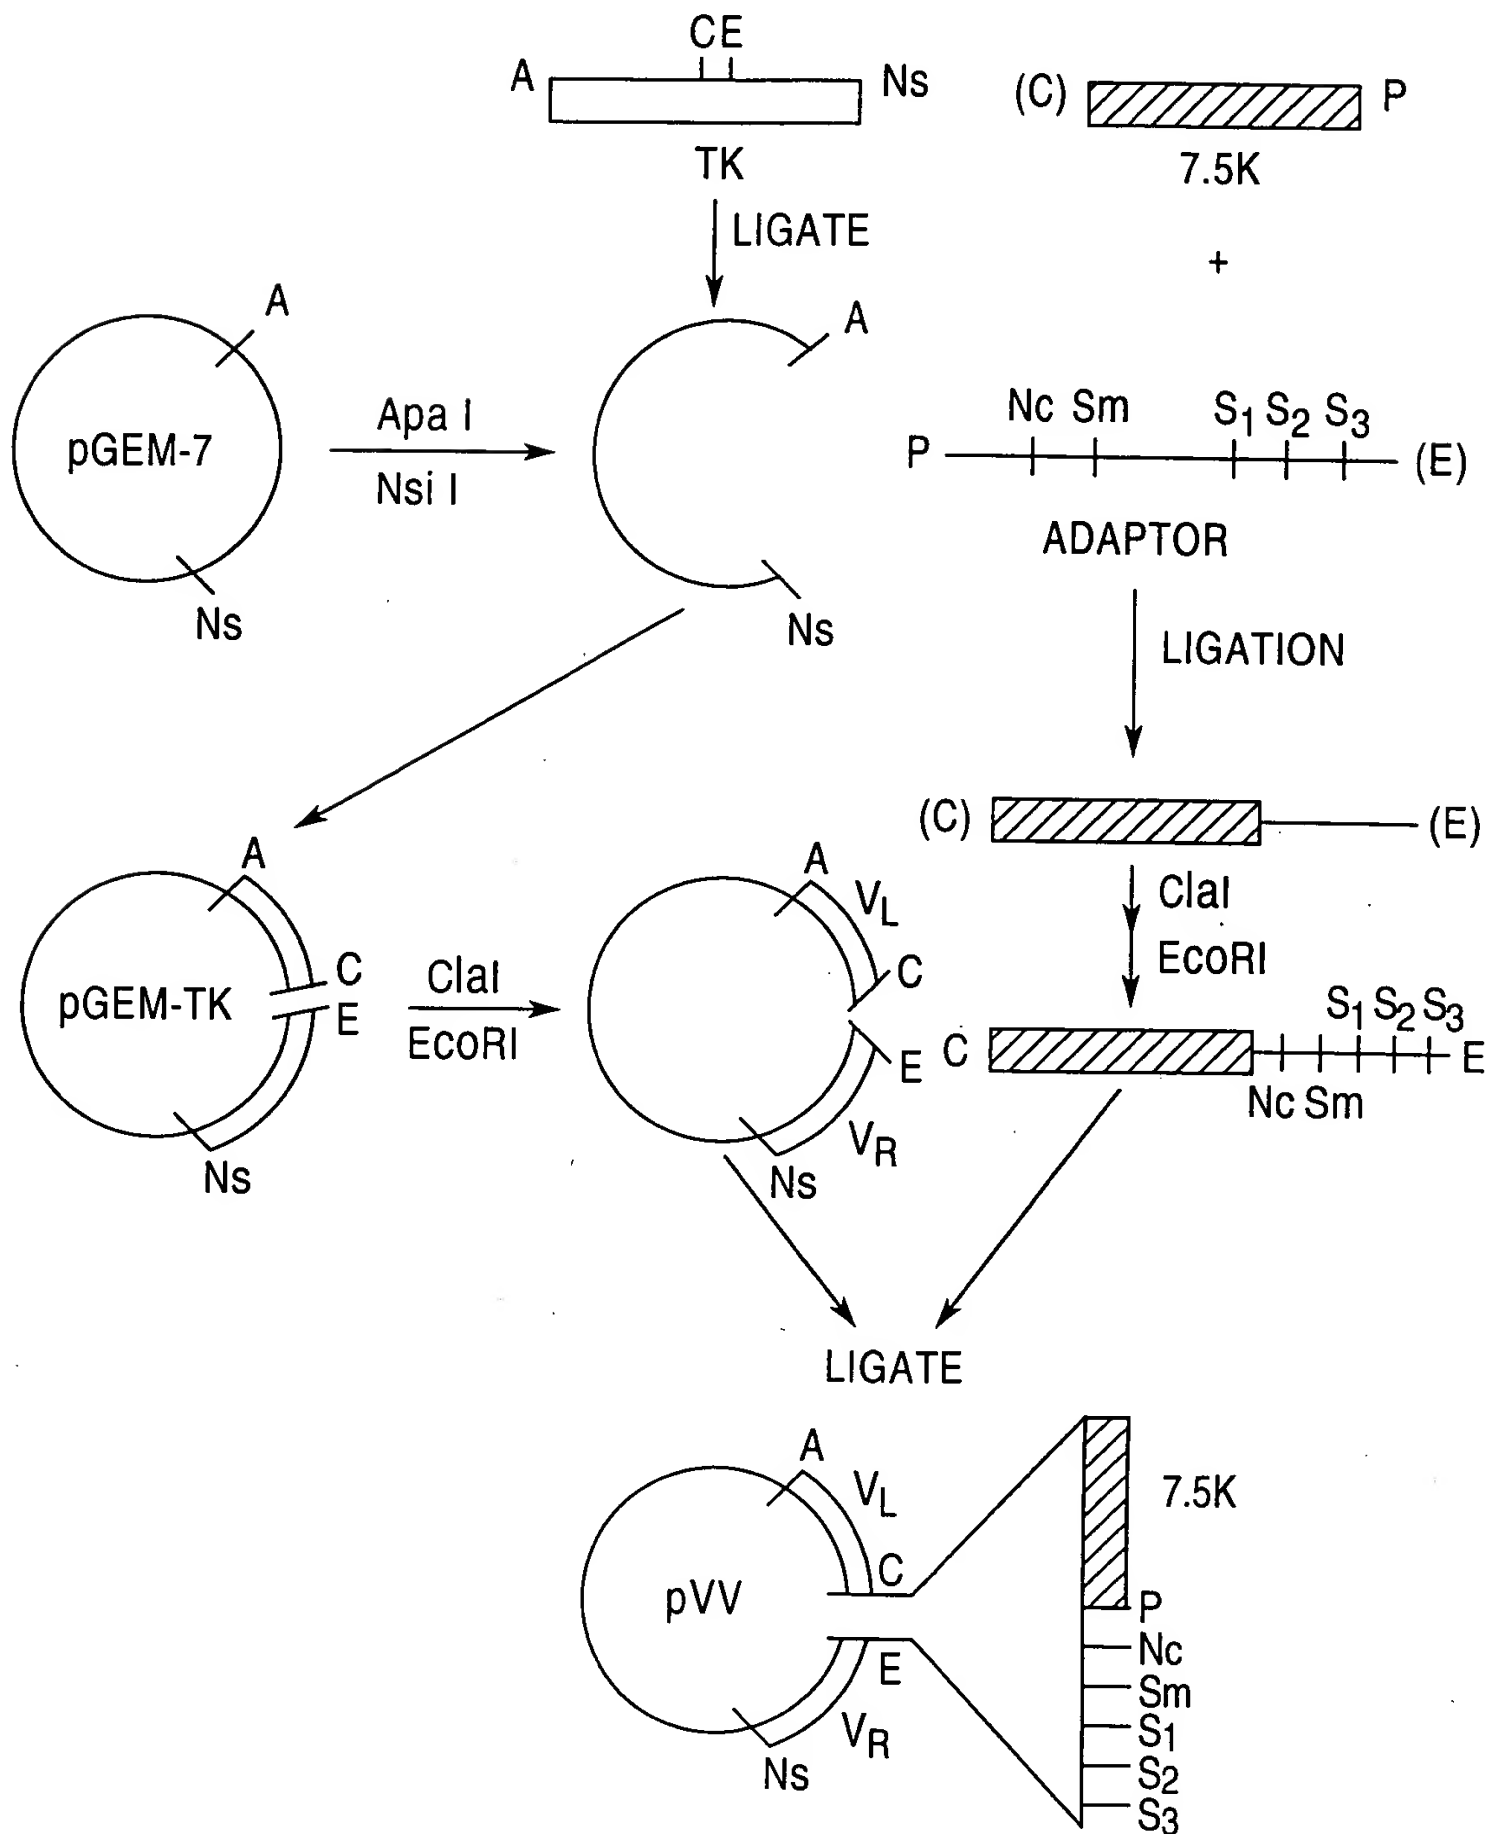 CE
A
Ns
(C)
P
TK
7.5K
LIGATE
+
A
A
pGEM-7
Apa I
Nsi I
Nc Sm
S1 S2 S3
P
(E)
ADAPTOR
Ns
Ns
LIGATION
(C)
(E)
A
A
VL
ClaI
EcoRI
pGEM-TK
C
E
ClaI
EcoRI
C
E
S1 S2 S3
C
E
Nc Sm
Ns
VR
Ns
LIGATE
A
VL
7.5K
C
pVV
P
Nc
E
Sm
S1
VR
Ns
S2
S3